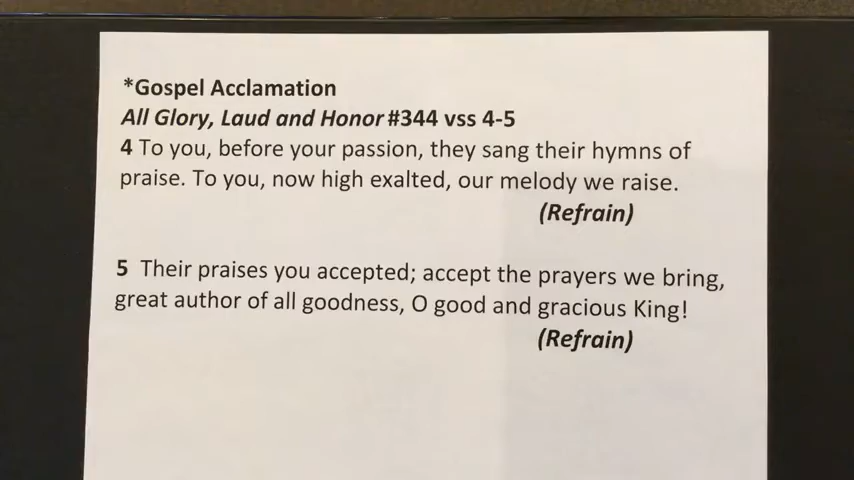 *Gospel Acclamation
All Glory, Laud and Honor #344 vss 4-5
4 To you, before your passion, they sang their hymns of
praise. To you, now high exalted, our melody we raise.
(Refrain)
5 Their praises you accepted; accept the prayers we bring,
great author of all goodness, O good and gracious King!
(Refrain)